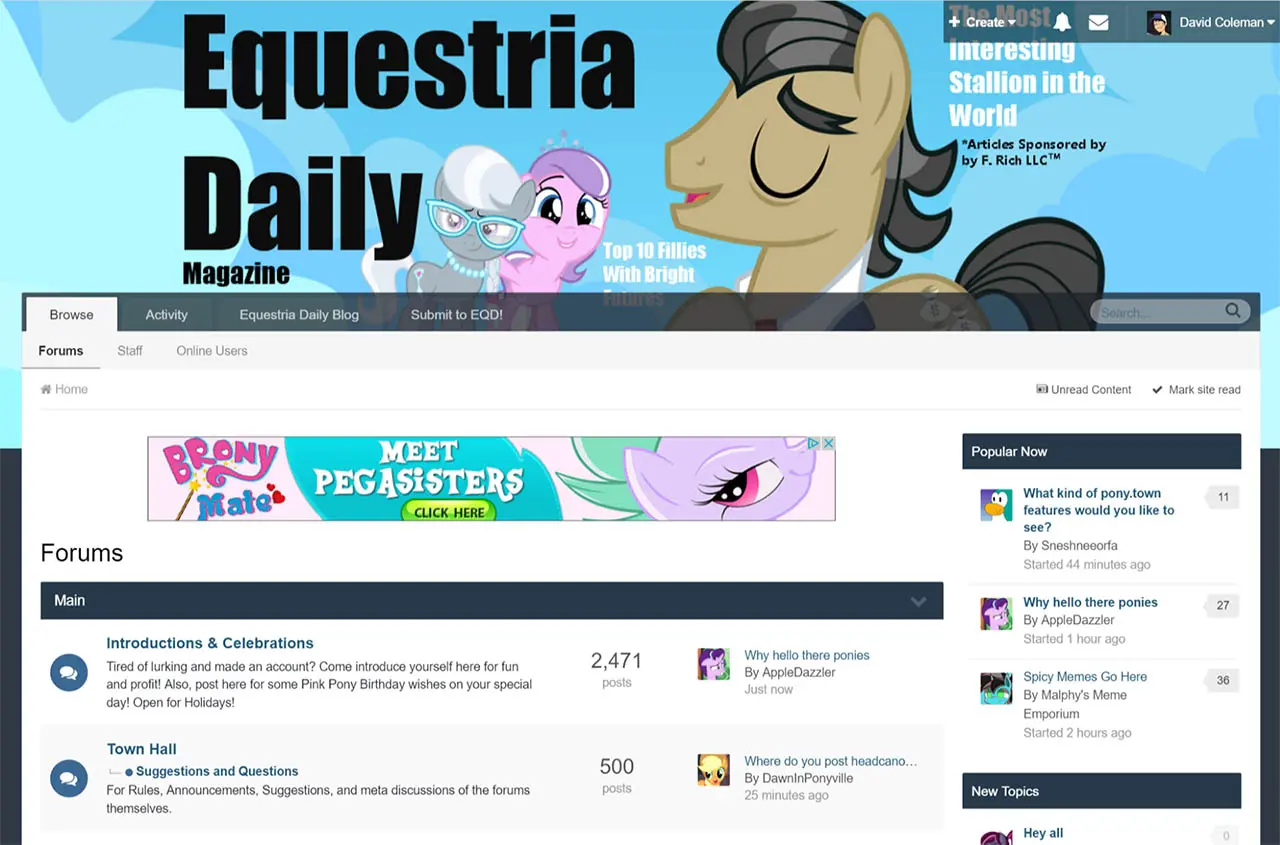 Equestria
Daily
Magazine
The Most
Interesting
Stallion in the
World
*Articles Sponsored by
by F. Rich LLC™
Top 10 Fillies
With Bright
Futures
Create
David Coleman
Browse
Activity
Equestria Daily Blog
Submit to EQD!
Search...
Forums
Staff
Online Users
Home
Unread Content
Mark site read
BRONY
Mate
MEET
PEGASISTERS
CLICK HERE
Forums
Main
Introductions & Celebrations
Tired of lurking and made an account? Come introduce yourself here for fun
and profit! Also, post here for some Pink Pony Birthday wishes on your special
day! Open for Holidays!
2,471
posts
Why hello there ponies
By AppleDazzler
Just now
Town Hall
Suggestions and Questions
For Rules, Announcements, Suggestions, and meta discussions of the forums
themselves.
500
posts
Where do you post headcano…
By DawnInPonyville
25 minutes ago
Popular Now
What kind of pony.town
features would you like to
see?
By Sneshneeorfa
Started 44 minutes ago
11
Why hello there ponies
By AppleDazzler
Started 1 hour ago
27
Spicy Memes Go Here
By Malphy's Meme
Emporium
Started 2 hours ago
36
New Topics
Hey all
0